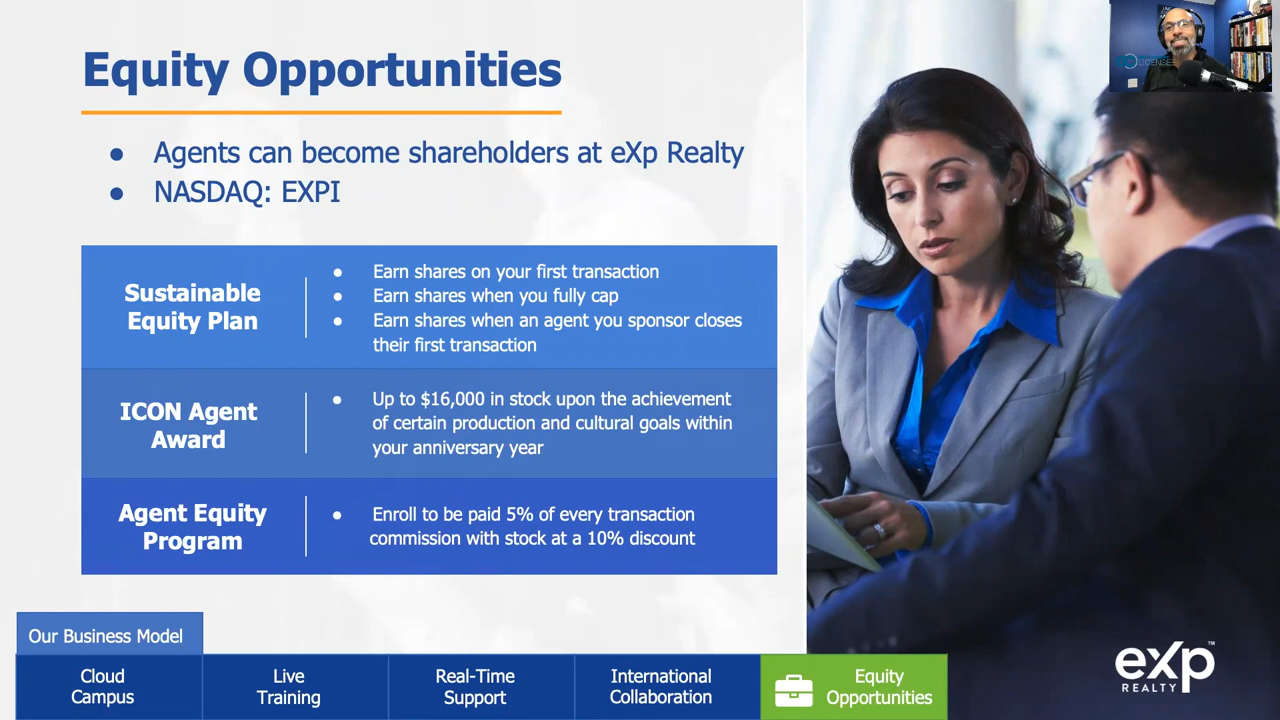 Equity Opportunities
● Agents can become shareholders at eXp Realty
● NASDAQ: EXPI
Sustainable
Equity Plan
● Earn shares on your first transaction
● Earn shares when you fully cap
● Earn shares when an agent you sponsor closes
their first transaction
ICON Agent
Award
● Up to $16,000 in stock upon the achievement
of certain production and cultural goals within
your anniversary year
Agent Equity
Program
● Enroll to be paid 5% of every transaction
commission with stock at a 10% discount
Our Business Model
Cloud
Campus
Live
Training
Real-Time
Support
International
Collaboration
Equity
Opportunities
eXp™
REALTY
LICENSES